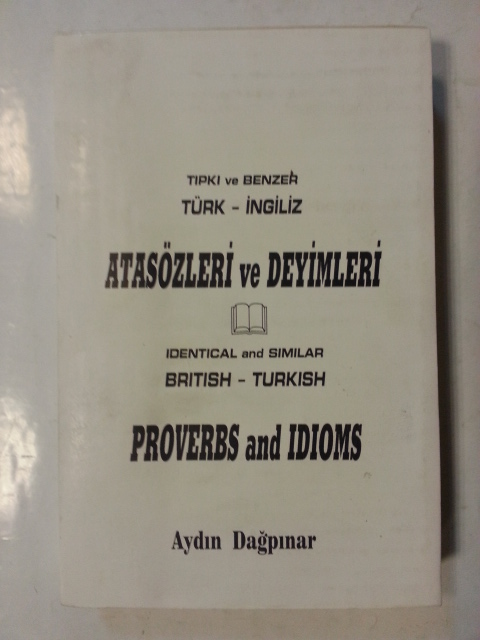 TIPKI ve BENZER
TÜRK - İNGİLİZ
ATASÖZLERİ ve DEYİMLERİ
IDENTICAL and SIMILAR
BRITISH - TURKISH
PROVERBS and IDIOMS
Aydın Dağpınar